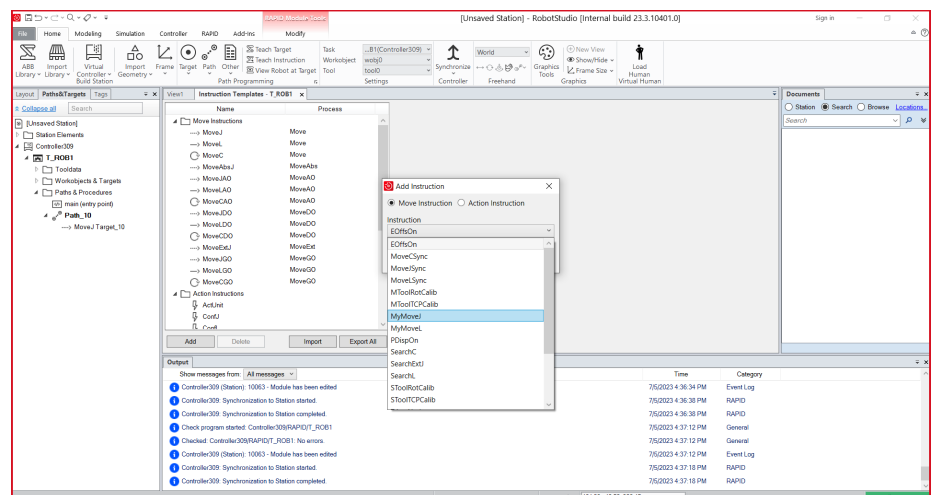 RAPID Module Tools
[Unsaved Station] - RobotStudio [Internal build 23.3.10401.0]
Sign in
File Home Modeling Simulation Controller RAPID Add-Ins Modify
ABB Library
Import Library
Virtual Controller
Import Geometry
Build Station
Frame
Target
Path
Other
Teach Target
Teach Instruction
View Robot at Target
Path Programming
Task ...B1(Controller309)
Workobject wobj0
Tool tool0
Settings
Synchronize
Controller
World
Freehand
Graphics Tools
New View
Show/Hide
Frame Size
Graphics
Load Human
Virtual Human
Layout Paths&Targets Tags
Collapse all Search
[Unsaved Station]
Station Elements
Controller309
T_ROB1
Tooldata
Workobjects & Targets
Paths & Procedures
main (entry point)
Path_10
MoveJ Target_10
View1 Instruction Templates - T_ROB1 x
Name Process
Move Instructions
MoveJ Move
MoveL Move
MoveC Move
MoveAbsJ MoveAbs
MoveJAO MoveAO
MoveLAO MoveAO
MoveCAO MoveAO
MoveJDO MoveDO
MoveLDO MoveDO
MoveCDO MoveDO
MoveExtJ MoveExt
MoveJGO MoveGO
MoveLGO MoveGO
MoveCGO MoveGO
Action Instructions
ActUnit
ConfJ
ConfL
Add Delete Import Export All
Add Instruction
Move Instruction Action Instruction
Instruction
EOffsOn
EOffsOn
MoveCSync
MoveJSync
MoveLSync
MToolRotCalib
MToolTCPCalib
MyMoveJ
MyMoveL
PDispOn
SearchC
SearchExtJ
SearchL
SToolRotCalib
SToolTCPCalib
Documents
Station Search Browse Locations...
Search
Output
Show messages from: All messages Time Category
Controller309 (Station): 10063 - Module has been edited 7/5/2023 4:36:34 PM Event Log
Controller309: Synchronization to Station started. 7/5/2023 4:36:38 PM RAPID
Controller309: Synchronization to Station completed. 7/5/2023 4:36:38 PM RAPID
Check program started: Controller309/RAPID/T_ROB1 7/5/2023 4:37:12 PM General
Checked: Controller309/RAPID/T_ROB1: No errors. 7/5/2023 4:37:12 PM General
Controller309 (Station): 10063 - Module has been edited 7/5/2023 4:37:12 PM Event Log
Controller309: Synchronization to Station started. 7/5/2023 4:37:18 PM RAPID
Controller309: Synchronization to Station completed. 7/5/2023 4:37:18 PM RAPID